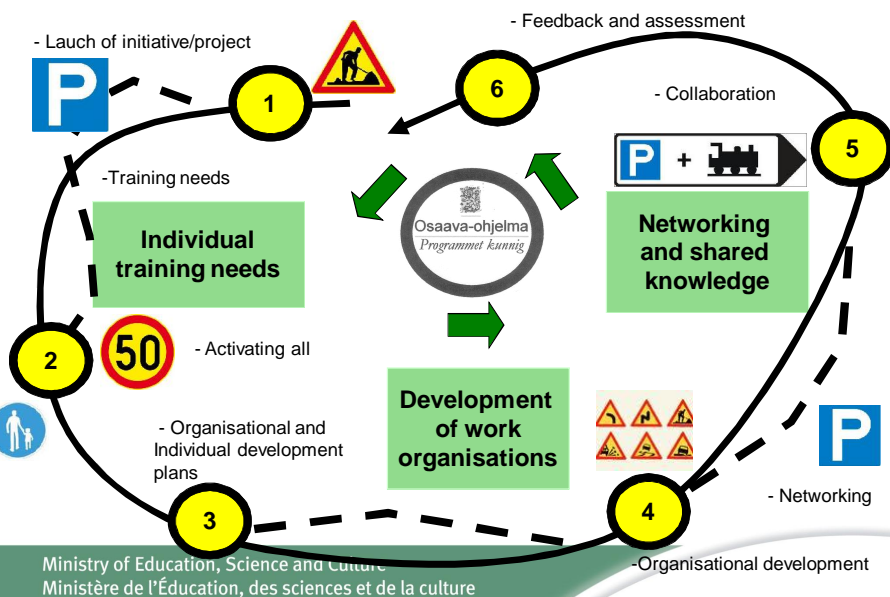 - Feedback and assessment
- Lauch of initiative/project
P
1
6
- Collaboration
P +
5
-Training needs
Individual
training needs
Osaava-ohjelma
Programmet kunnig
Networking
and shared
knowledge
2
50
- Activating all
Development
of work
organisations
- Organisational and
Individual development
plans
P
- Networking
3
4
-Organisational development
Ministry of Education, Science and Culture
Ministère de l'Éducation, des sciences et de la culture